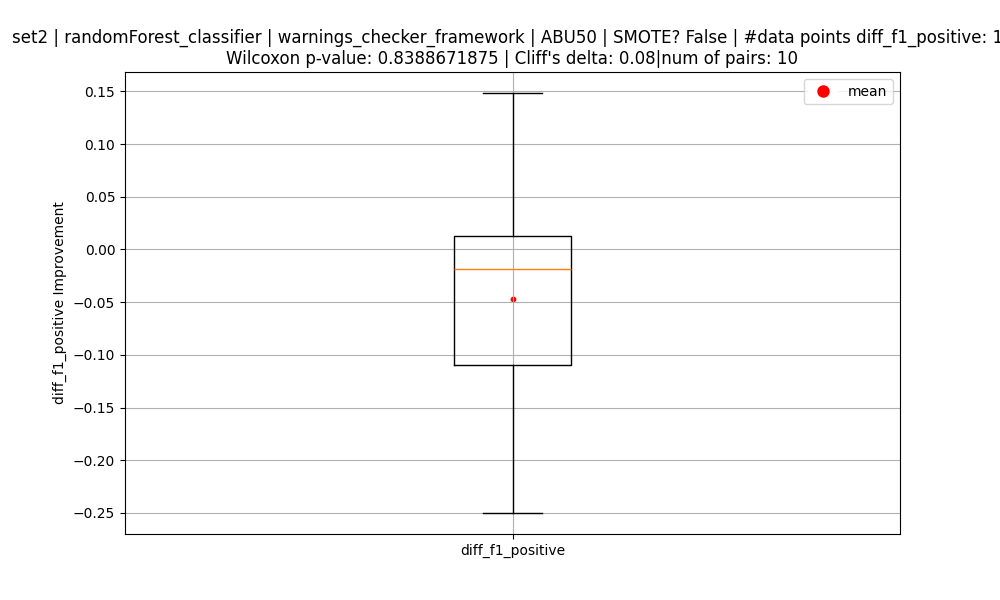 set2 | randomForest_classifier | warnings_checker_framework | ABU50 | SMOTE? False | #data points diff_f1_positive: 1
Wilcoxon p-value: 0.8388671875 | Cliff's delta: 0.08|num of pairs: 10
mean
0.15
0.10
0.05
0.00
−0.05
−0.10
−0.15
−0.20
−0.25
diff_f1_positive Improvement
diff_f1_positive